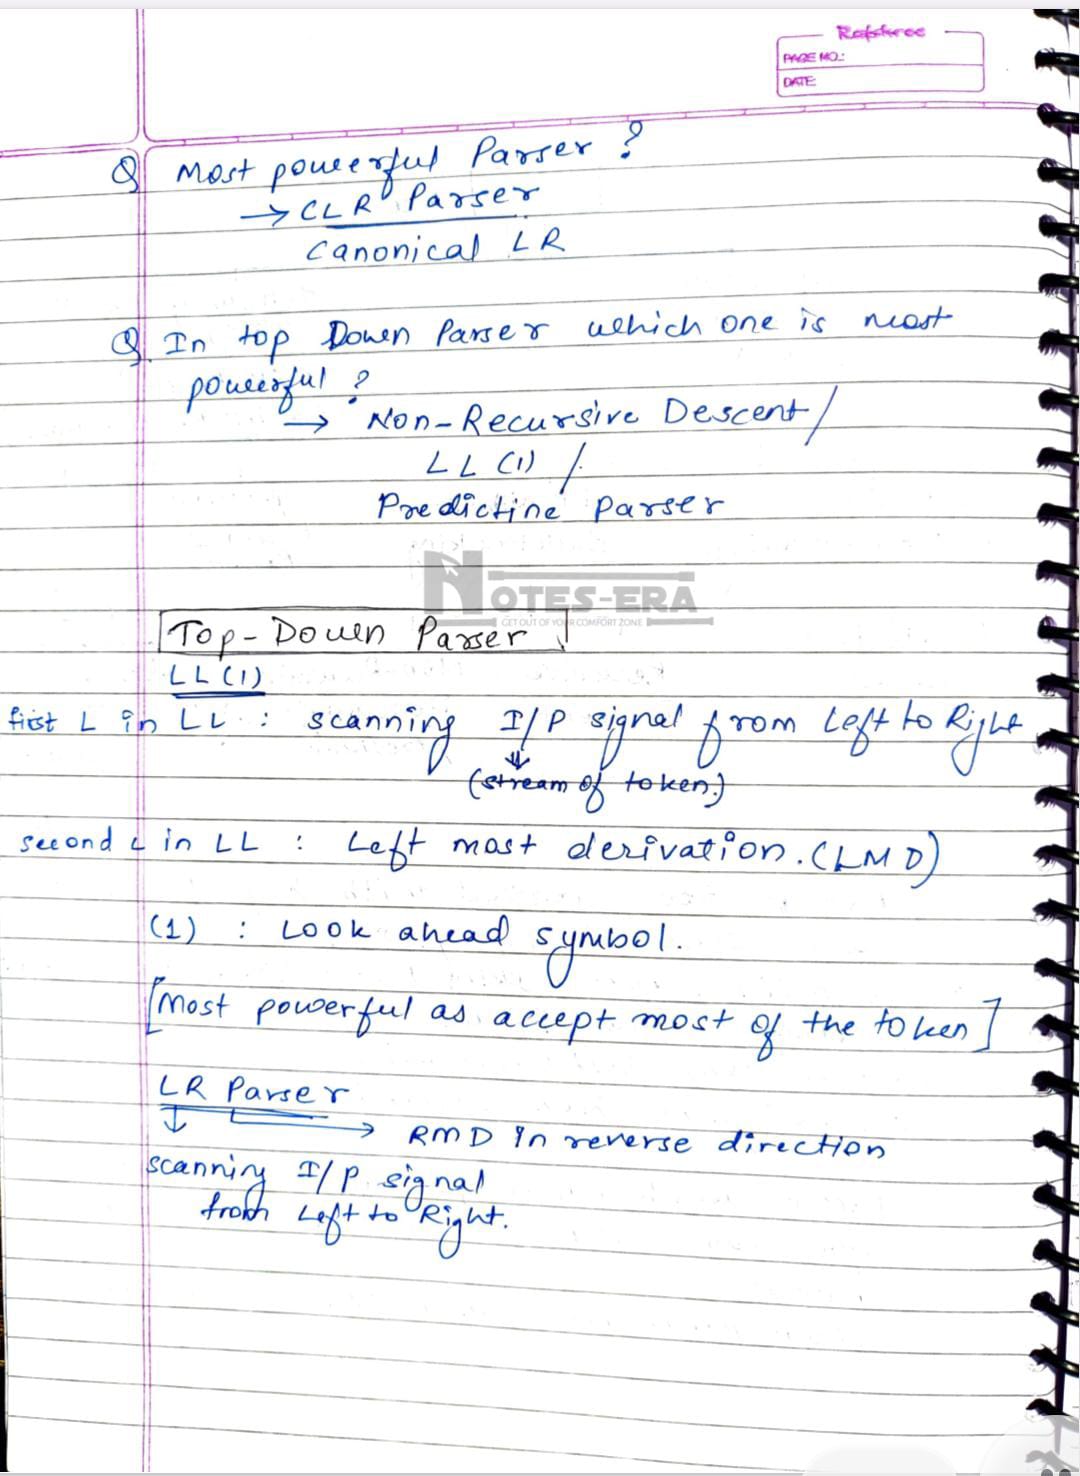 Refstree
PAGE NO.:
DATE:
Q Most powerful Parser ?
→ CLR Parser
Canonical LR
Q. In top Down Parser which one is most
powerful ?
→ Non-Recursive Descent /
LL (1) /
Predictine Parser
NOTES-ERA
GET OUT OF YOUR COMFORT ZONE
Top-Down Parser
LL (1)
first L in LL : scanning I/P signal from Left to Right
(stream of token.)
second L in LL : Left most derivation. (LMD)
(1) : Look ahead symbol.
[Most powerful as accept most of the token]
LR Parser
→ RMD in reverse direction
scanning I/P signal
from Left to Right.